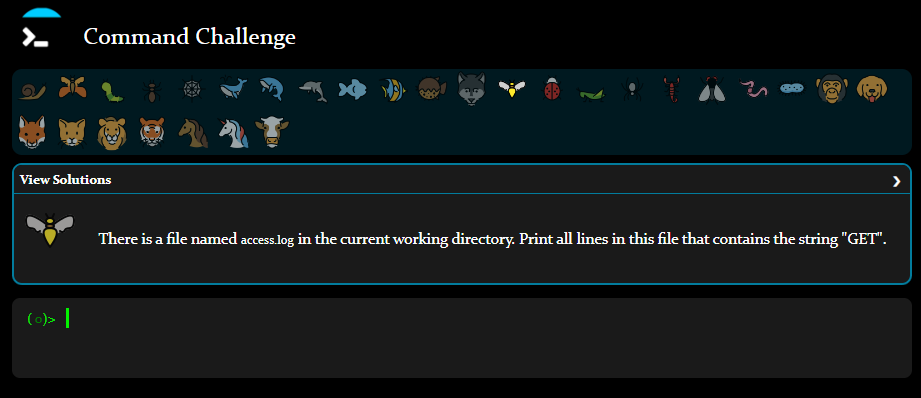 Command Challenge
View Solutions
There is a file named access.log in the current working directory. Print all lines in this file that contains the string "GET".
(○)>